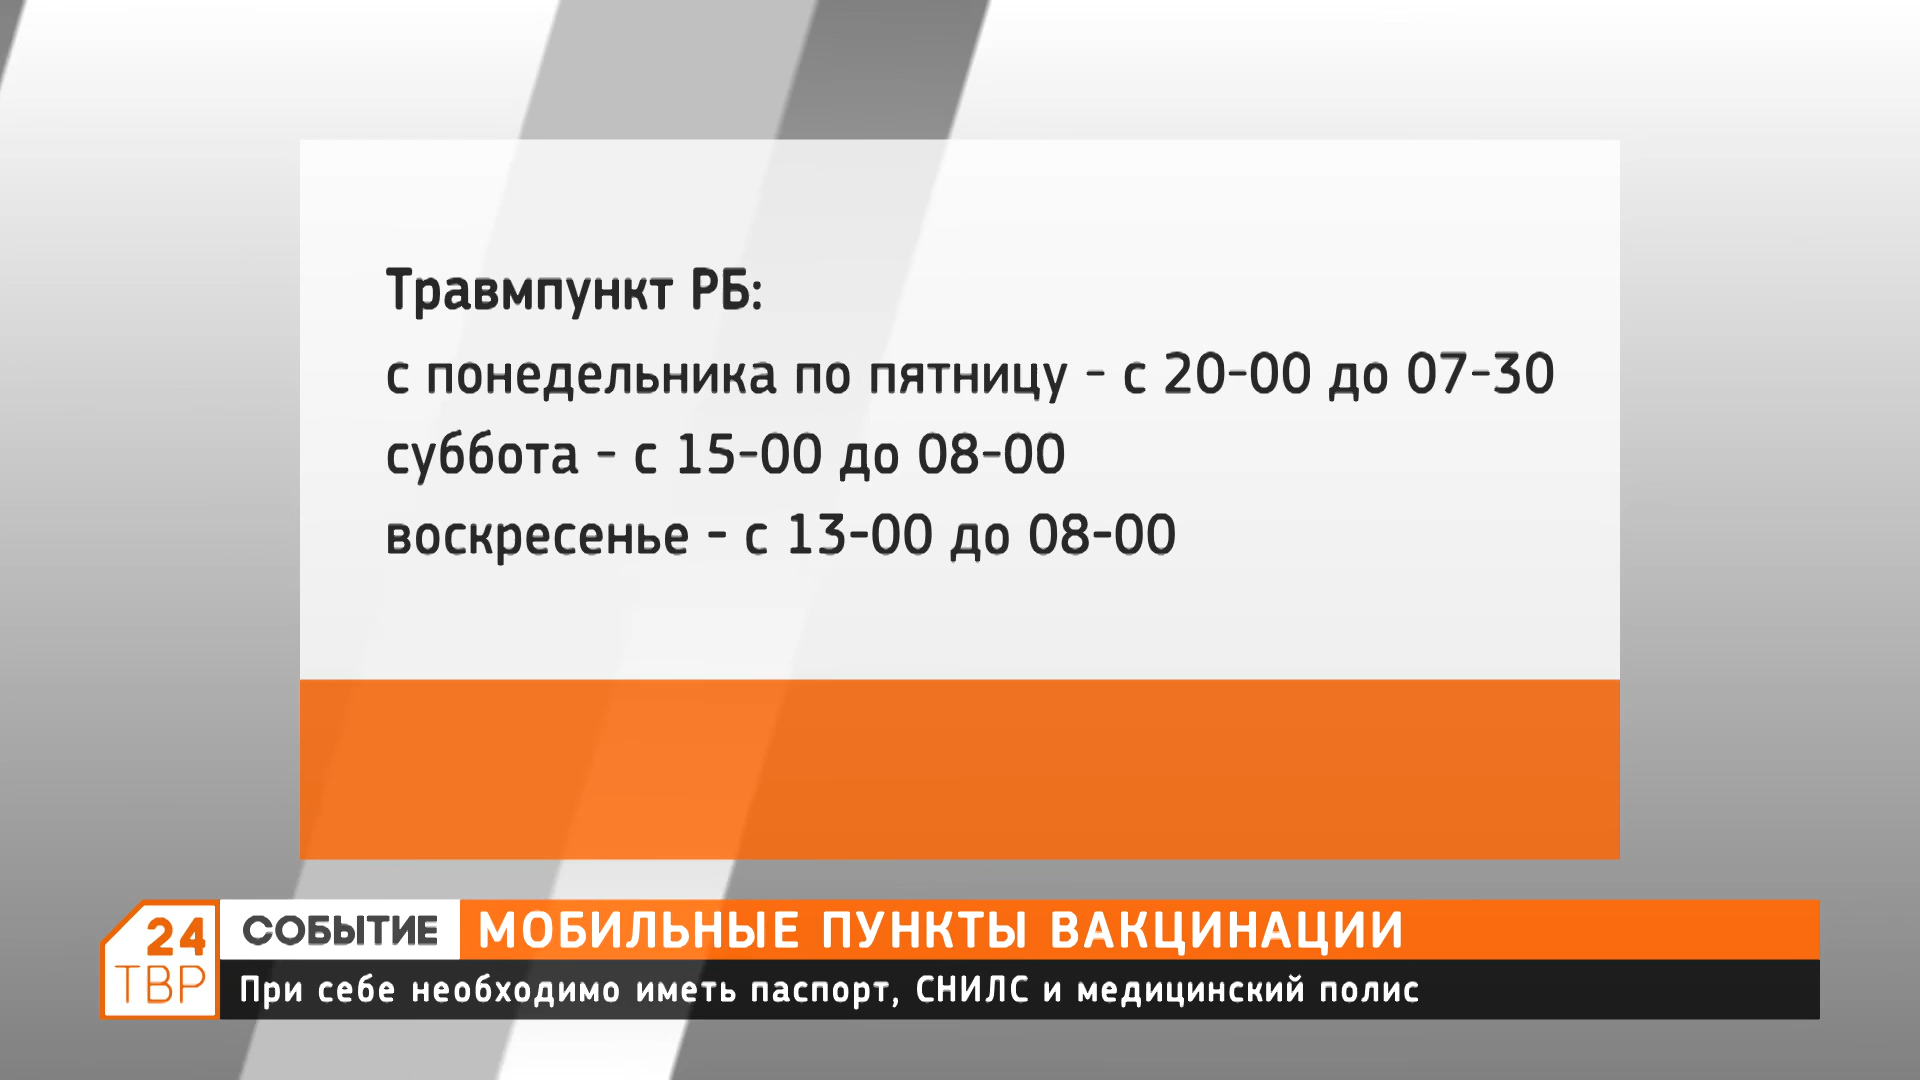 Травмпункт РБ:
с понедельника по пятницу - с 20-00 до 07-30
суббота - с 15-00 до 08-00
воскресенье - с 13-00 до 08-00
24
ТВР
СОБЫТИЕ
МОБИЛЬНЫЕ ПУНКТЫ ВАКЦИНАЦИИ
При себе необходимо иметь паспорт, СНИЛС и медицинский полис